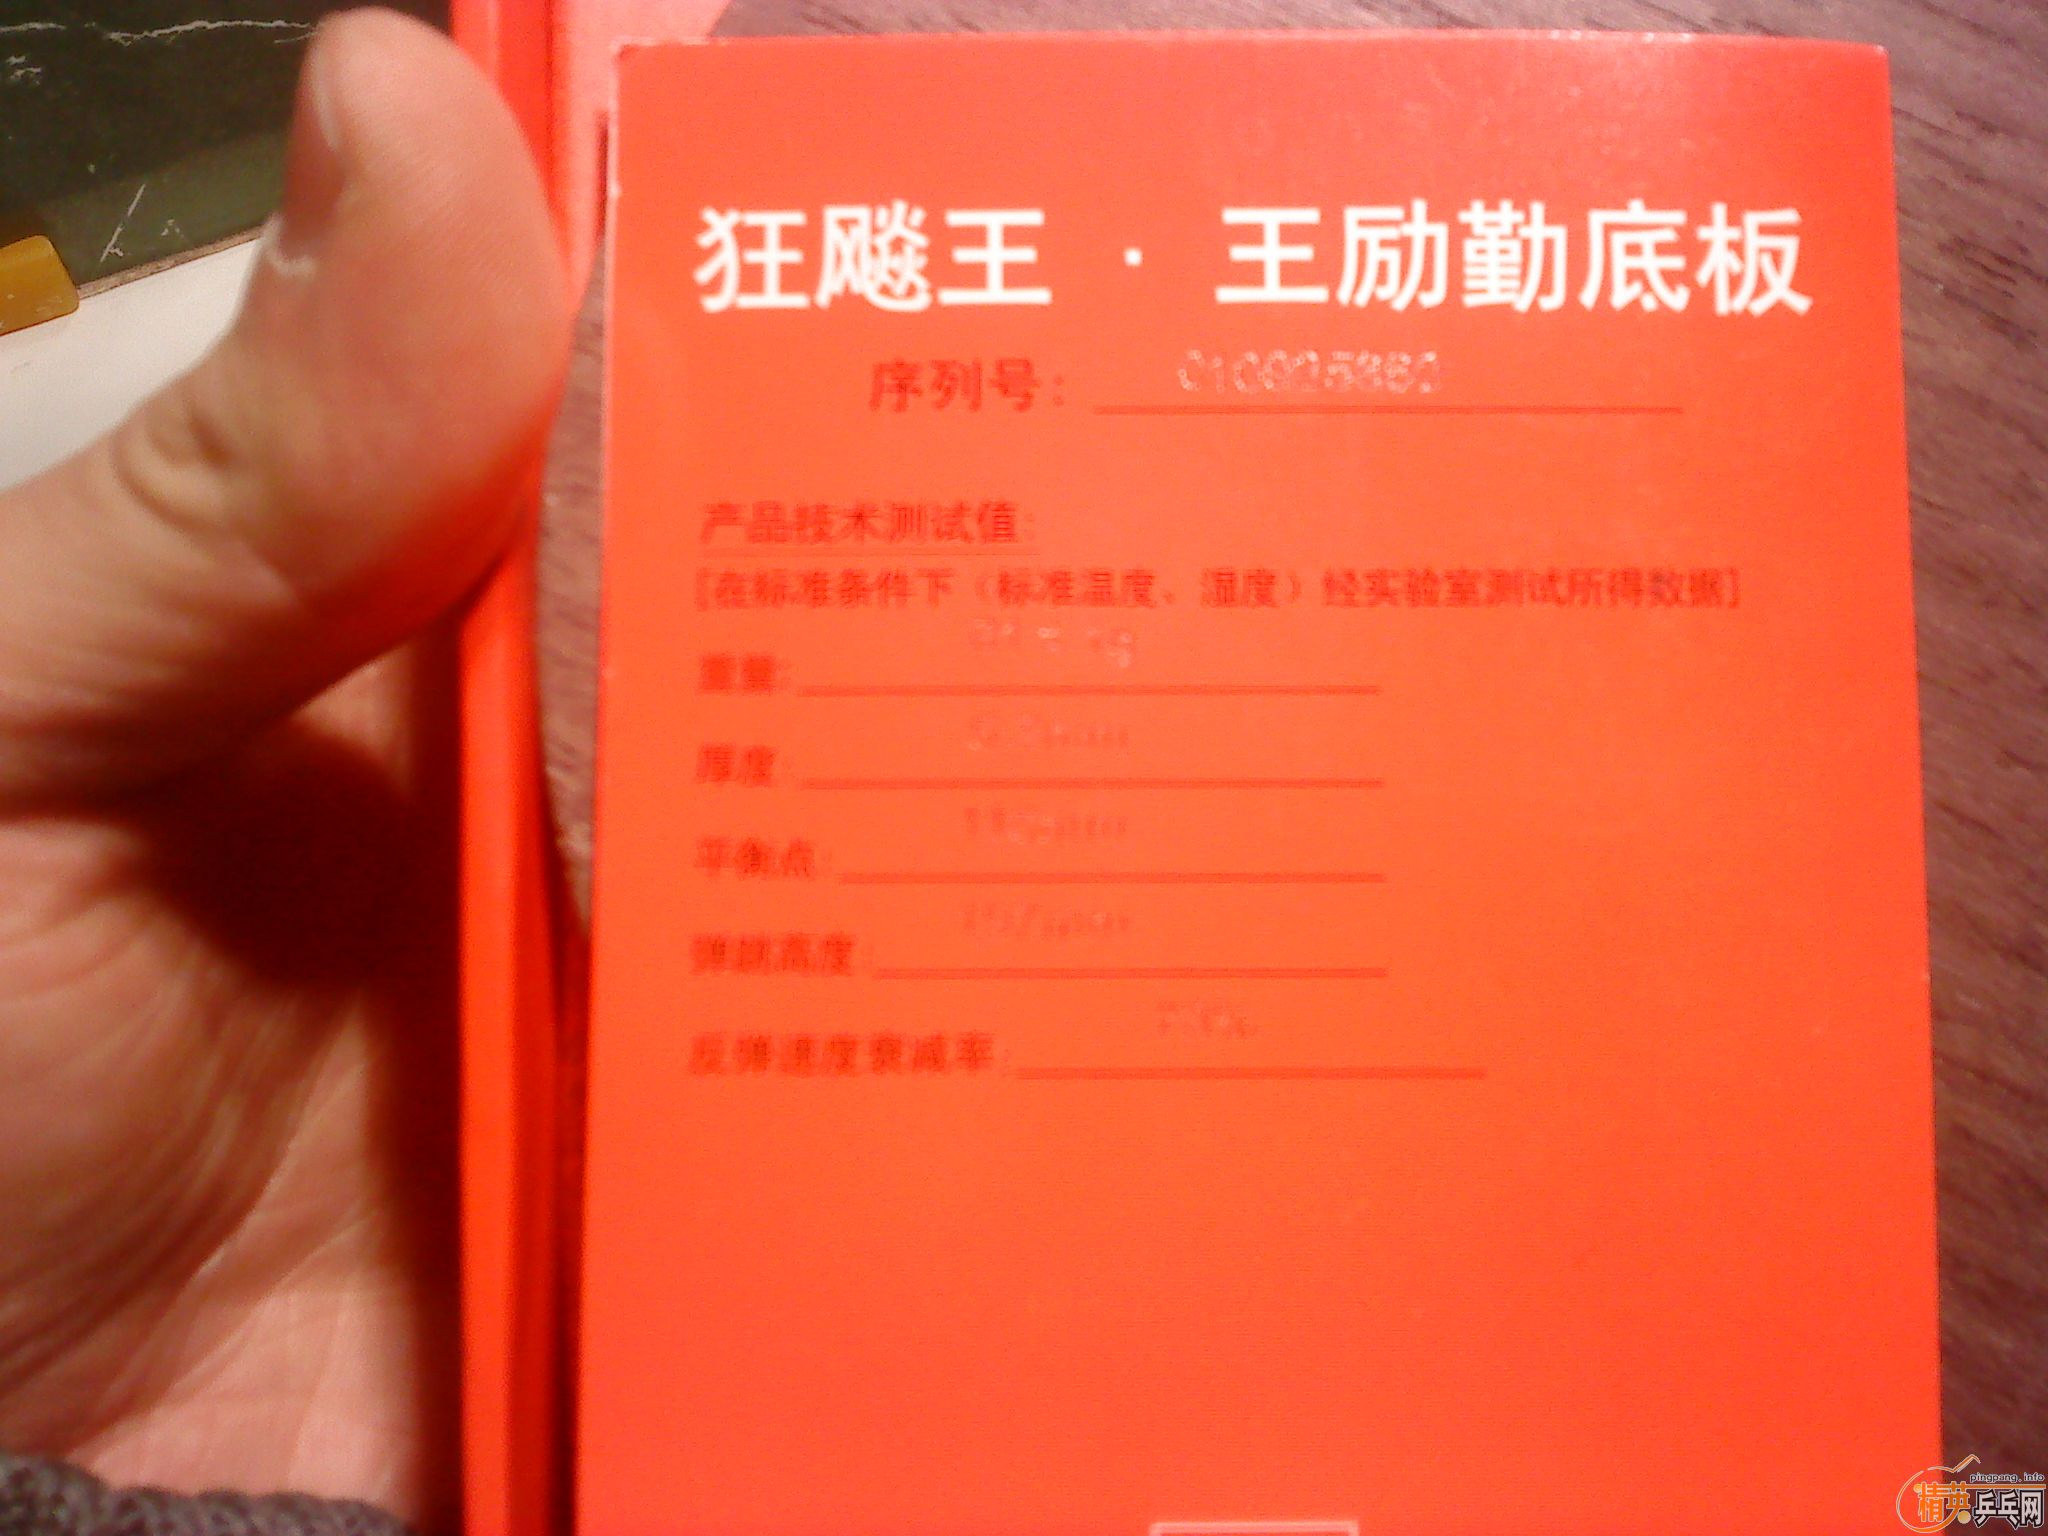 狂飚王 · 王励勤底板
序列号：
产品技术测试值：
[在标准条件下（标准温度、湿度）经实验室测试所得数据]
重量：
厚度：
平衡点：
弹跳高度：
反弹速度衰减率：
pingpang.info
精英乒乓网